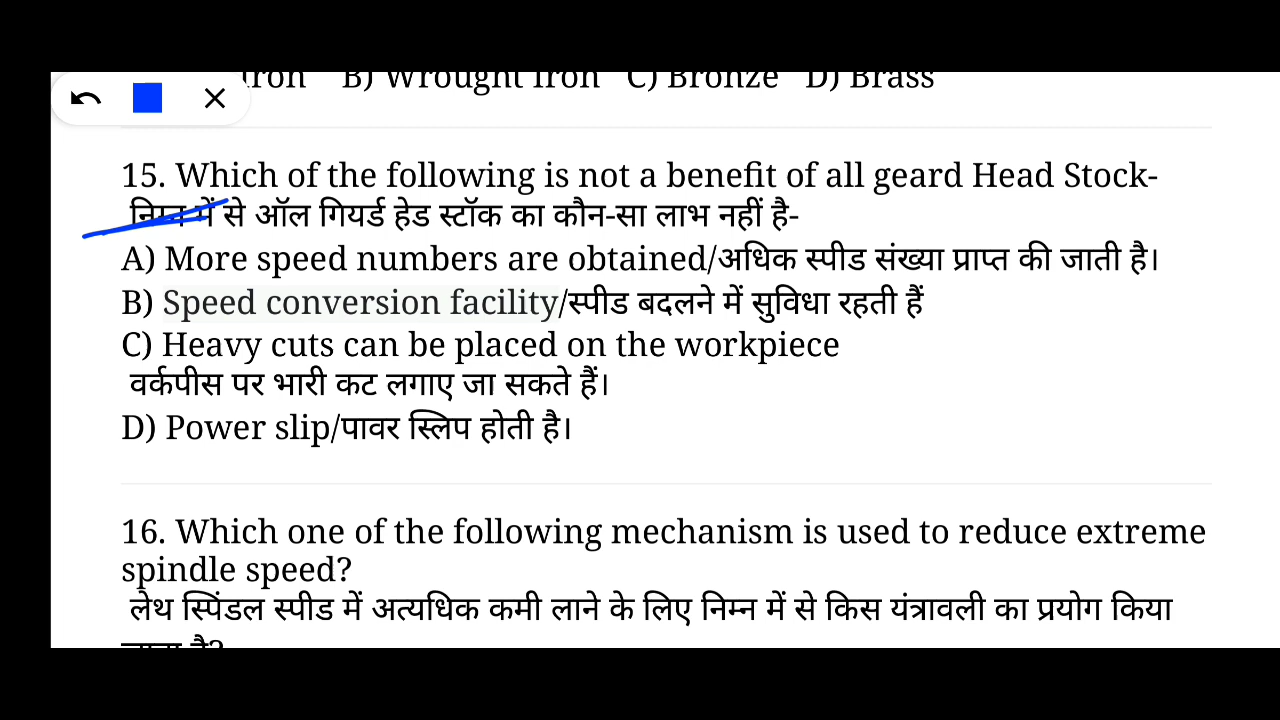 Iron B) Wrought Iron C) Bronze D) Brass
15. Which of the following is not a benefit of all geard Head Stock-
निम्न में से ऑल गियर्ड हेड स्टॉक का कौन-सा लाभ नहीं है-
A) More speed numbers are obtained/अधिक स्पीड संख्या प्राप्त की जाती है।
B) Speed conversion facility/स्पीड बदलने में सुविधा रहती हैं
C) Heavy cuts can be placed on the workpiece
वर्कपीस पर भारी कट लगाए जा सकते हैं।
D) Power slip/पावर स्लिप होती है।
16. Which one of the following mechanism is used to reduce extreme
spindle speed?
लेथ स्पिंडल स्पीड में अत्यधिक कमी लाने के लिए निम्न में से किस यंत्रावली का प्रयोग किया